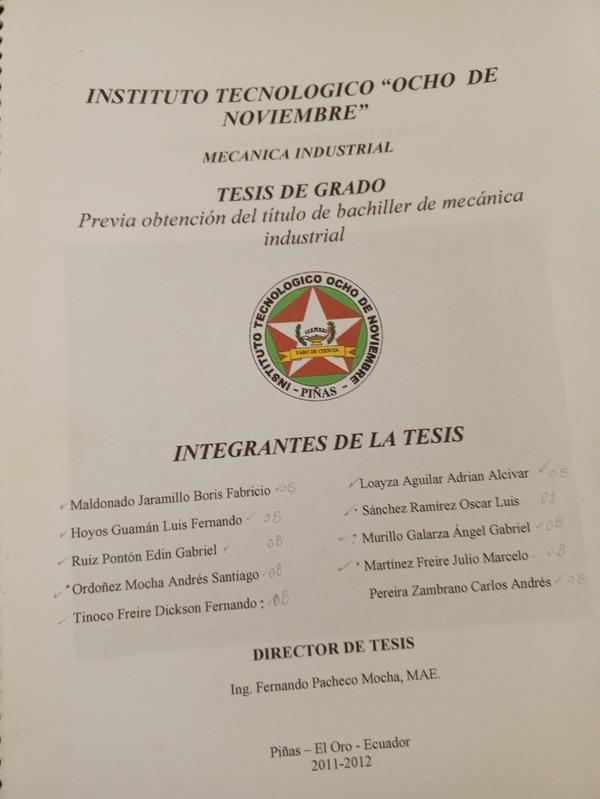 INSTITUTO TECNOLOGICO “OCHO DE
NOVIEMBRE”
MECANICA INDUSTRIAL
TESIS DE GRADO
Previa obtención del título de bachiller de mecánica
industrial
INSTITUTO TECNOLOGICO OCHO DE NOVIEMBRE
FARO DE CIENCIA
- PIÑAS -
INTEGRANTES DE LA TESIS
Maldonado Jaramillo Boris Fabricio 08
Hoyos Guamán Luis Fernando 08
Ruiz Pontón Edin Gabriel 08
Ordoñez Mocha Andrés Santiago 08
Tinoco Freire Dickson Fernando 08
Loayza Aguilar Adrian Alcivar 08
Sánchez Ramírez Oscar Luis 08
Murillo Galarza Ángel Gabriel 08
Martínez Freire Julio Marcelo 08
Pereira Zambrano Carlos Andrés 08
DIRECTOR DE TESIS
Ing. Fernando Pacheco Mocha, MAE.
Piñas – El Oro - Ecuador
2011-2012